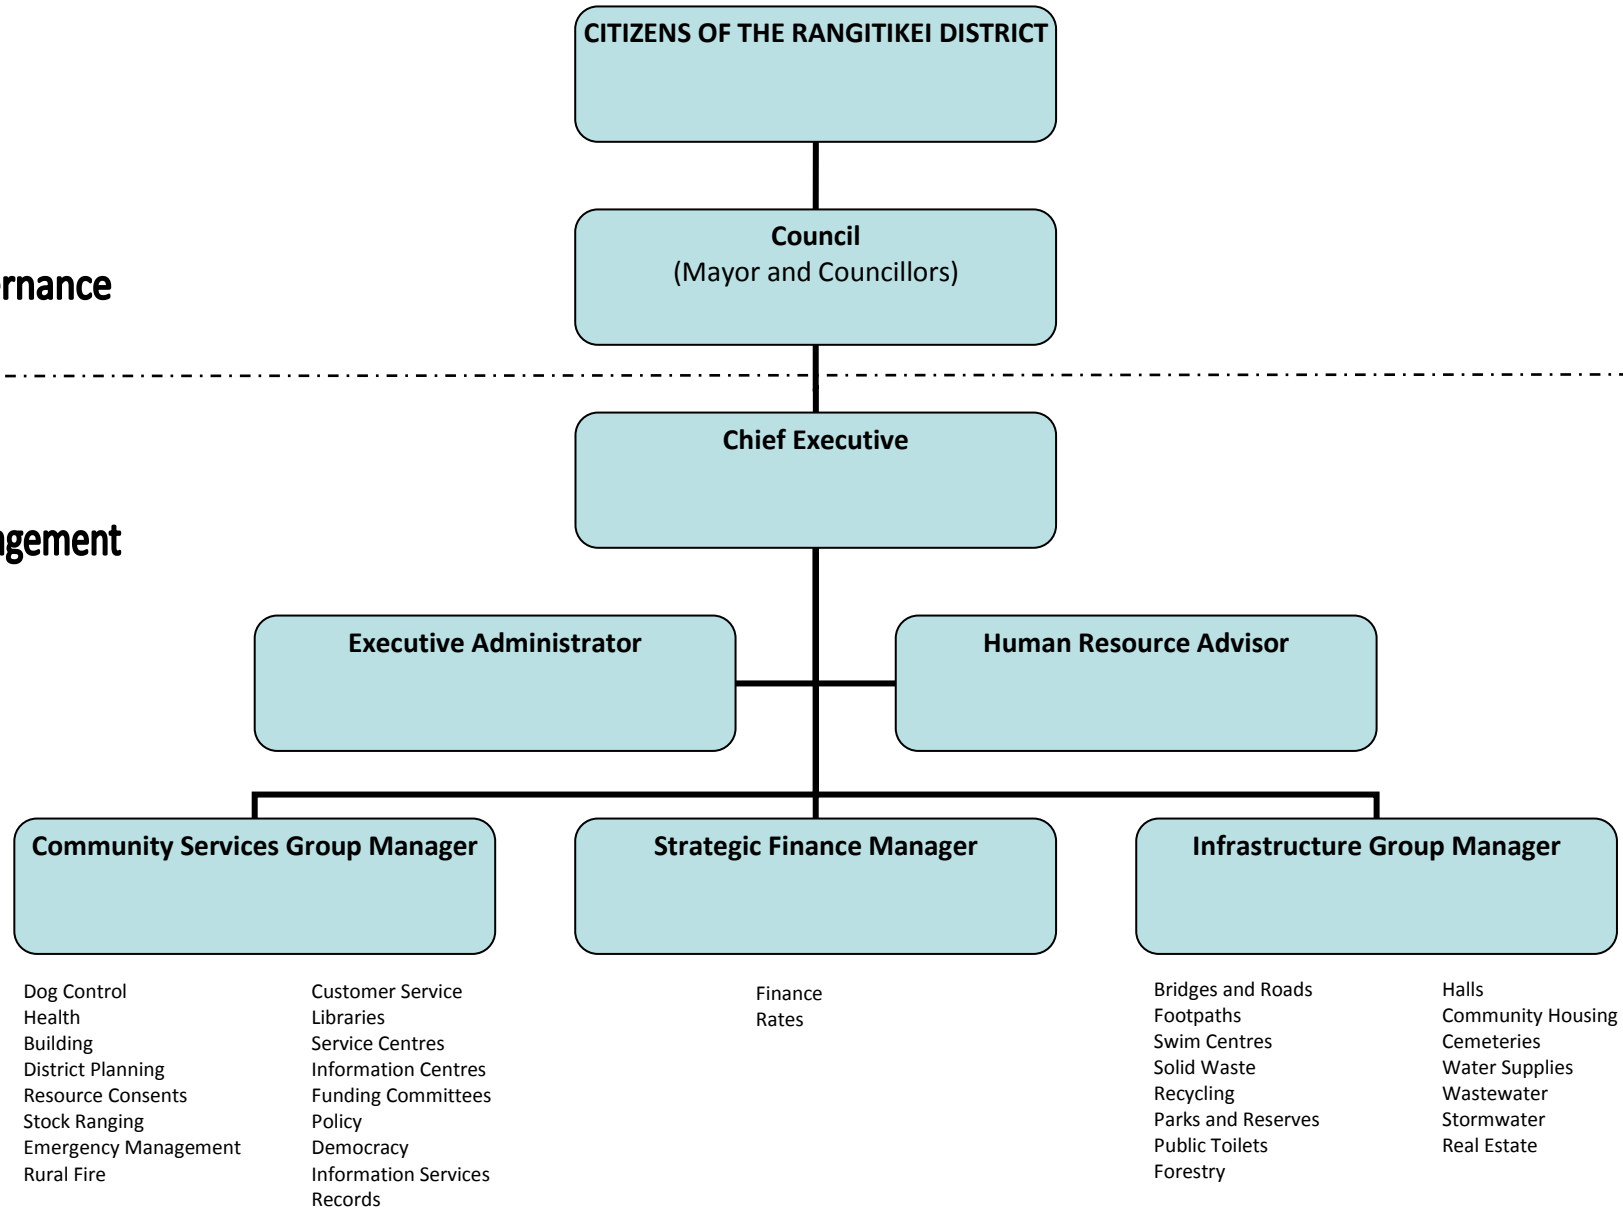 CITIZENS OF THE RANGITIKEI DISTRICT
Council
(Mayor and Councillors)
ernance
Chief Executive
agement
Executive Administrator
Human Resource Advisor
Community Services Group Manager
Strategic Finance Manager
Infrastructure Group Manager
Dog Control
Health
Building
District Planning
Resource Consents
Stock Ranging
Emergency Management
Rural Fire
Customer Service
Libraries
Service Centres
Information Centres
Funding Committees
Policy
Democracy
Information Services
Records
Finance
Rates
Bridges and Roads
Footpaths
Swim Centres
Solid Waste
Recycling
Parks and Reserves
Public Toilets
Forestry
Halls
Community Housing
Cemeteries
Water Supplies
Wastewater
Stormwater
Real Estate